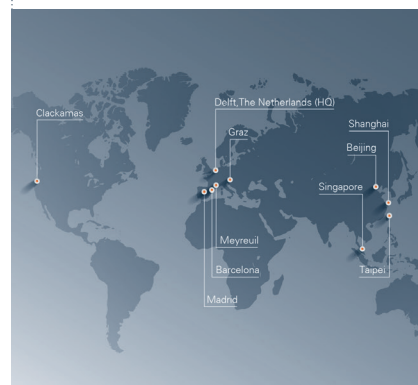 Delft, The Netherlands (HQ)
Clackamas
Shanghai
Graz
Beijing
Singapore
Meyreuil
Barcelona
Taipei
Madrid